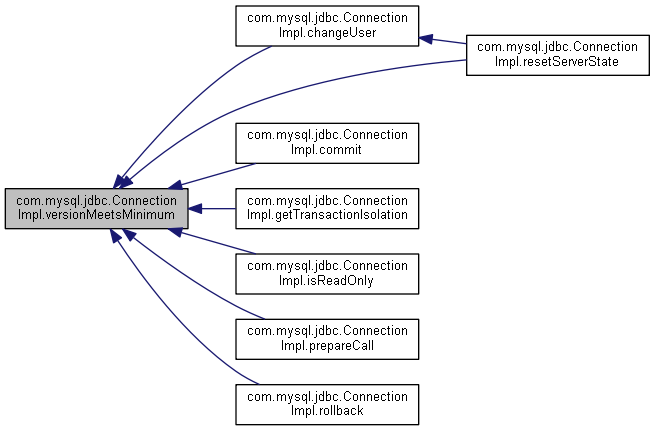 com.mysql.jdbc.Connection
Impl.changeUser
com.mysql.jdbc.Connection
Impl.resetServerState
com.mysql.jdbc.Connection
Impl.commit
com.mysql.jdbc.Connection
Impl.versionMeetsMinimum
com.mysql.jdbc.Connection
Impl.getTransactionIsolation
com.mysql.jdbc.Connection
Impl.isReadOnly
com.mysql.jdbc.Connection
Impl.prepareCall
com.mysql.jdbc.Connection
Impl.rollback